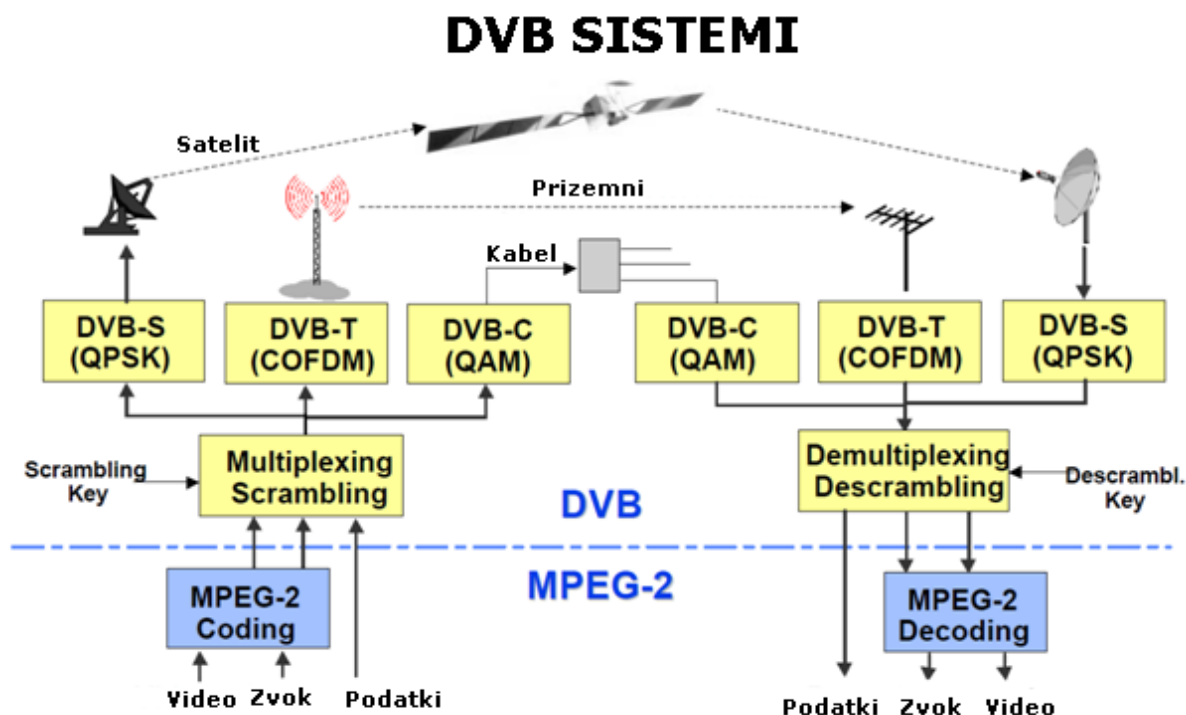 DVB SISTEMI
Satelit
Prizemni
Kabel
DVB-S
(QPSK)
DVB-T
(COFDM)
DVB-C
(QAM)
DVB-C
(QAM)
DVB-T
(COFDM)
DVB-S
(QPSK)
Scrambling
Key
Multiplexing
Scrambling
DVB
Demultiplexing
Descrambling
Descrambl.
Key
MPEG-2
Coding
MPEG-2
MPEG-2
Decoding
Video
Zvok
Podatki
Podatki
Zvok
Video